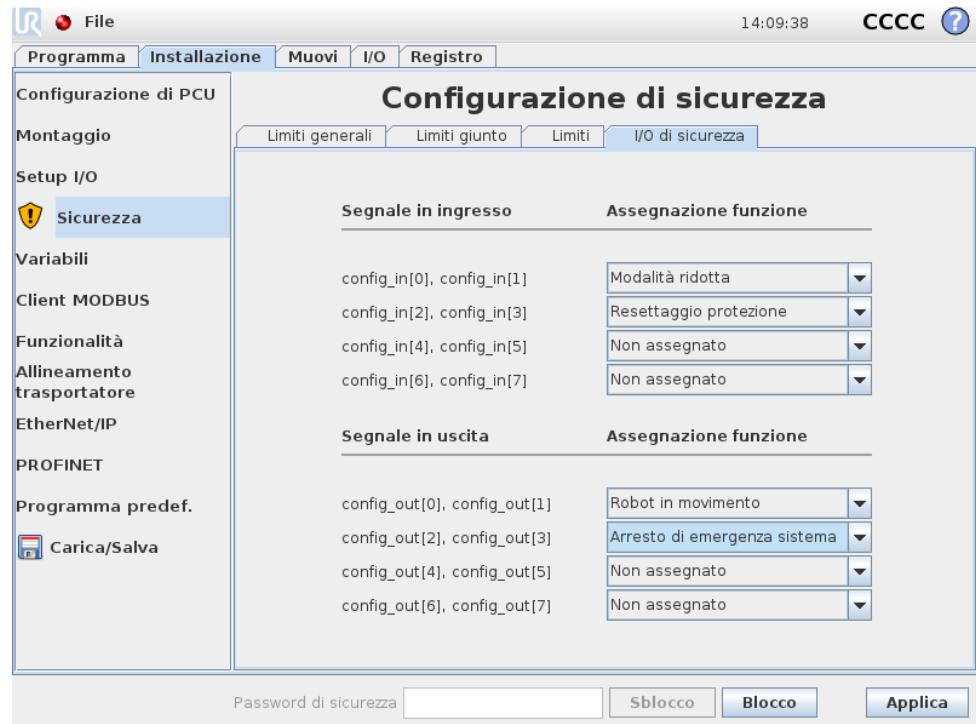 UR File 14:09:38 CCCC ?
Programma Installazione Muovi I/O Registro
Configurazione di PCU
Montaggio
Setup I/O
Sicurezza
Variabili
Client MODBUS
Funzionalità
Allineamento
trasportatore
EtherNet/IP
PROFINET
Programma predef.
Carica/Salva
Configurazione di sicurezza
Limiti generali Limiti giunto Limiti I/O di sicurezza
Segnale in ingresso Assegnazione funzione
config_in[0], config_in[1] Modalità ridotta
config_in[2], config_in[3] Resettaggio protezione
config_in[4], config_in[5] Non assegnato
config_in[6], config_in[7] Non assegnato
Segnale in uscita Assegnazione funzione
config_out[0], config_out[1] Robot in movimento
config_out[2], config_out[3] Arresto di emergenza sistema
config_out[4], config_out[5] Non assegnato
config_out[6], config_out[7] Non assegnato
Password di sicurezza Sblocco Blocco Applica